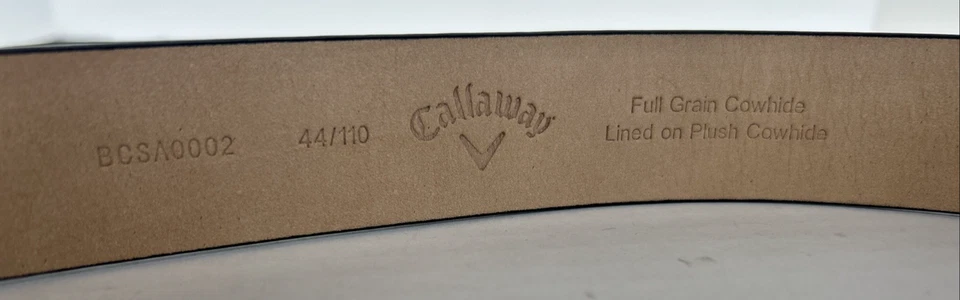 BCSA0002
44/110
Callaway
Full Grain Cowhide
Lined on Plush Cowhide